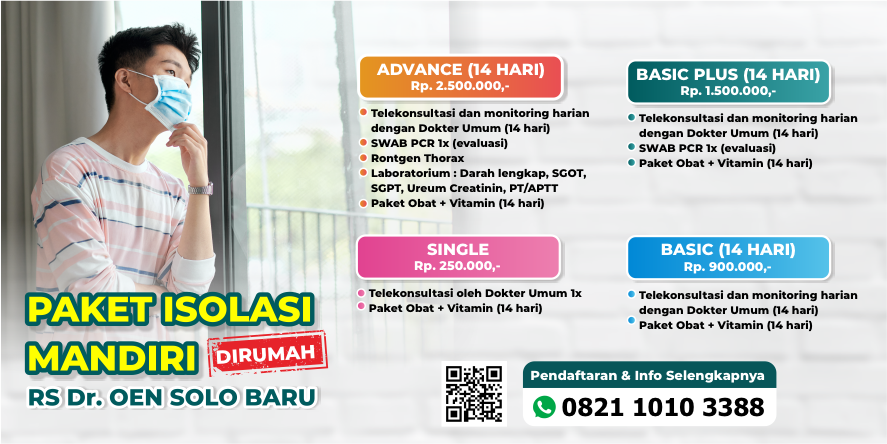 ADVANCE (14 HARI)
Rp. 2.500.000,-
Telekonsultasi dan monitoring harian
dengan Dokter Umum (14 hari)
SWAB PCR 1x (evaluasi)
Rontgen Thorax
Laboratorium : Darah lengkap, SGOT,
SGPT, Ureum Creatinin, PT/APTT
Paket Obat + Vitamin (14 hari)
BASIC PLUS (14 HARI)
Rp. 1.500.000,-
Telekonsultasi dan monitoring harian
dengan Dokter Umum (14 hari)
SWAB PCR 1x (evaluasi)
Paket Obat + Vitamin (14 hari)
SINGLE
Rp. 250.000,-
Telekonsultasi oleh Dokter Umum 1x
Paket Obat + Vitamin (14 hari)
BASIC (14 HARI)
Rp. 900.000,-
Telekonsultasi dan monitoring harian
dengan Dokter Umum (14 hari)
Paket Obat + Vitamin (14 hari)
PAKET ISOLASI
MANDIRI DIRUMAH
RS Dr. OEN SOLO BARU
Pendaftaran & Info Selengkapnya
0821 1010 3388